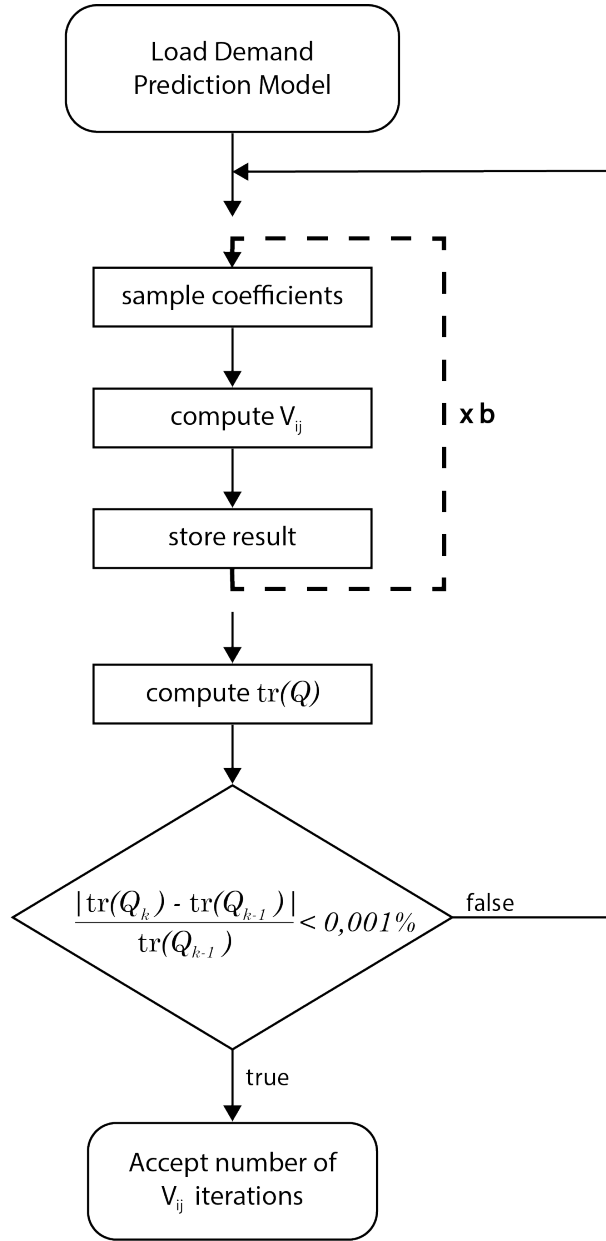 Load Demand
Prediction Model
sample coefficients
compute V_ij
x b
store result
compute tr(Q)
|tr(Q_k) - tr(Q_k-1)|
tr(Q_k-1)
< 0,001%
false
true
Accept number of
V_ij iterations